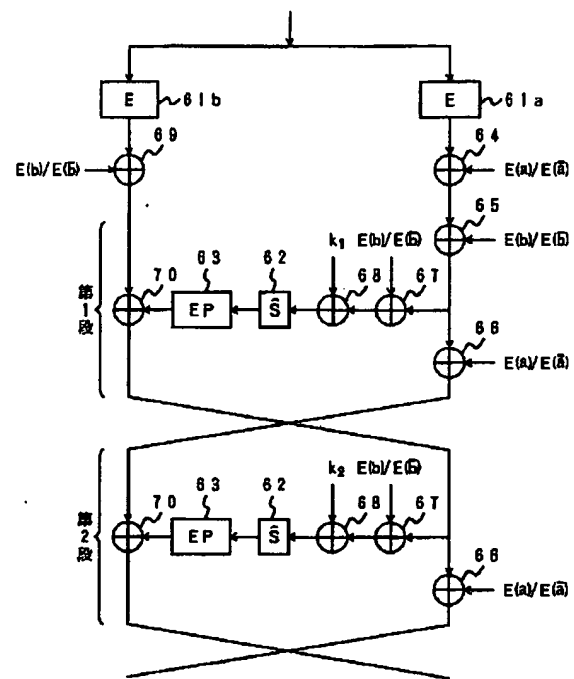 E 61b
E 61a
69
64
E(b)/E(b̄)
E(a)/E(ā)
65
k₁ E(b)/E(b̄)
E(b)/E(b̄)
第1段
70
63
62
68
67
EP
Ŝ
66
E(a)/E(ā)
k₂ E(b)/E(b̄)
第2段
70
63
62
68
67
EP
Ŝ
66
E(a)/E(ā)